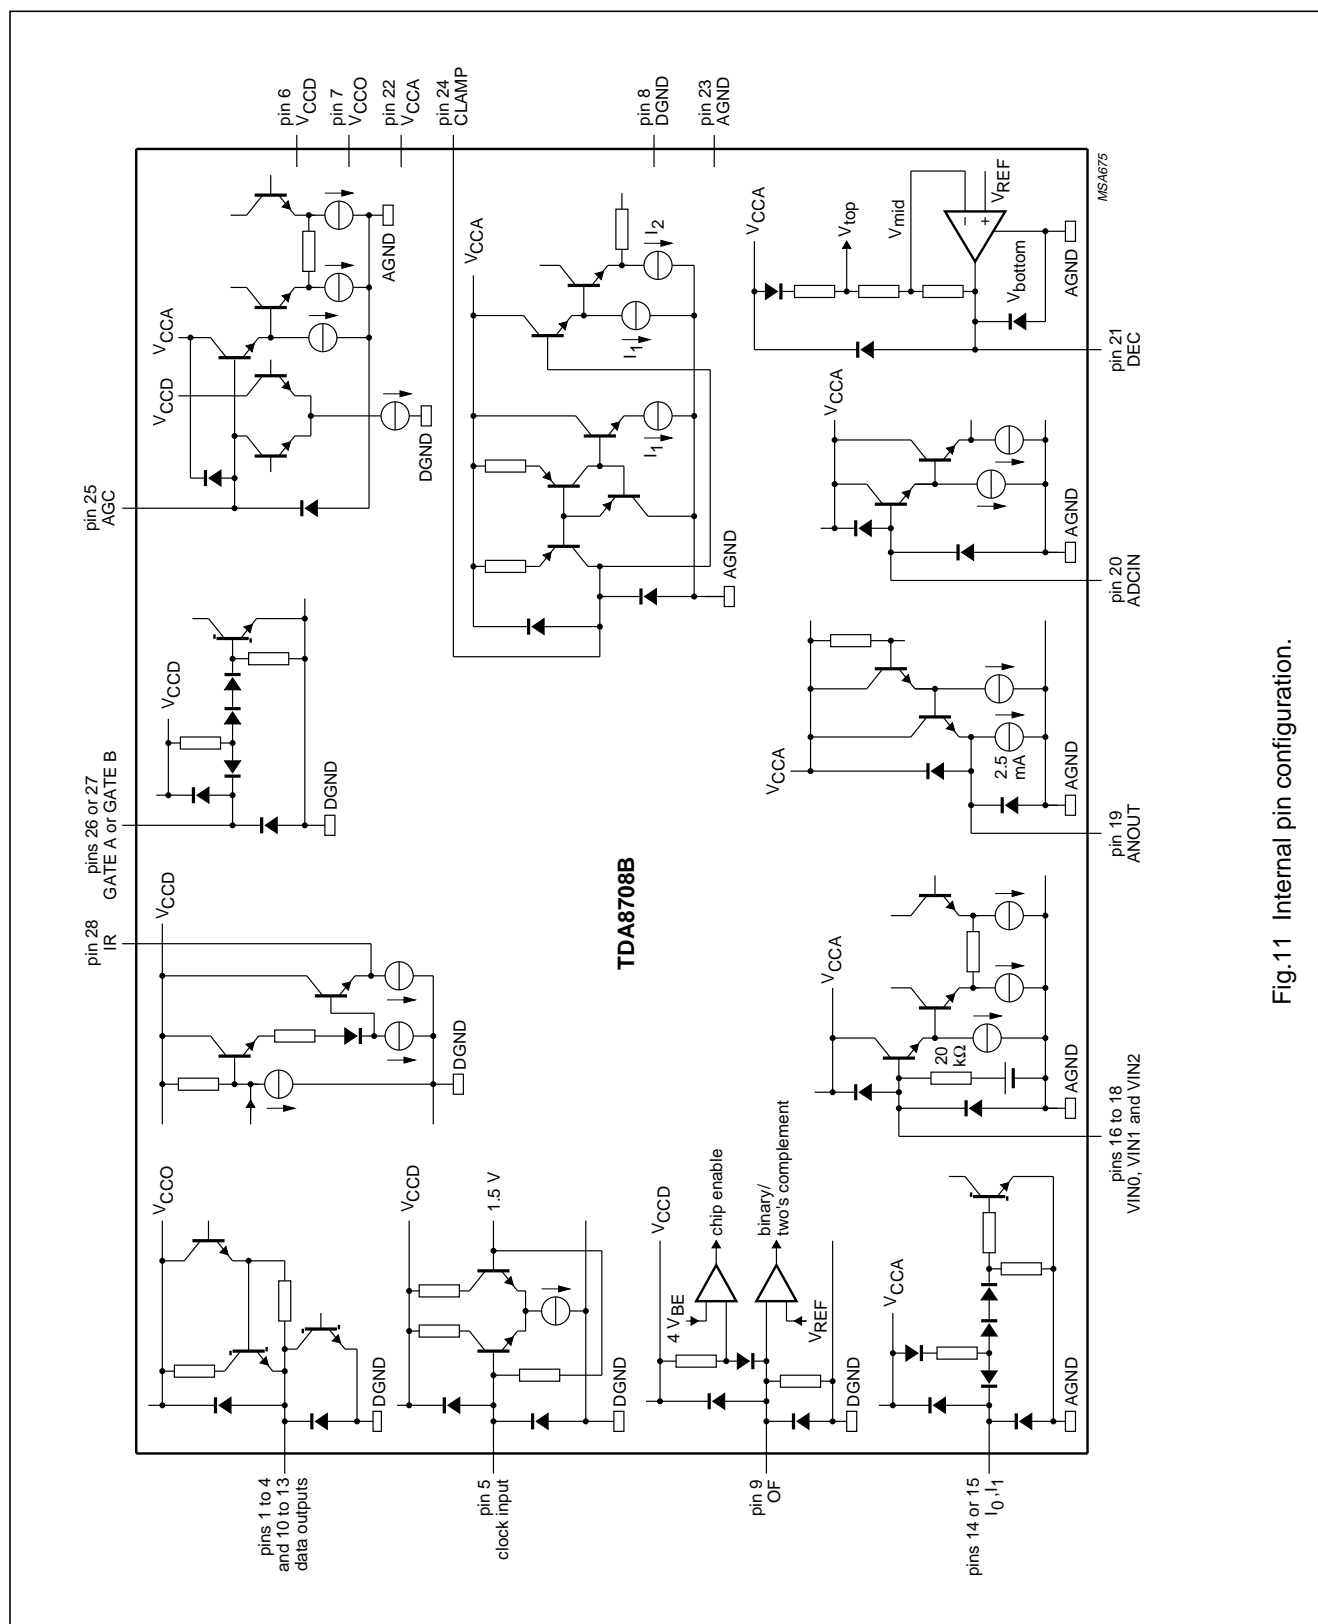 pin 6
VCCD
pin 7
VCCO
pin 22
VCCA
pin 24
CLAMP
pin 8
DGND
pin 23
AGND
MSA675
pin 25
AGC
VCCD
VCCA
DGND
AGND
VCCA
I1
I1
I2
AGND
VCCA
Vtop
Vmid
VREF
Vbottom
AGND
pin 21
DEC
pins 26 or 27
GATE A or GATE B
VCCD
DGND
VCCA
AGND
pin 20
ADCIN
pin 28
IR
VCCD
DGND
TDA8708B
VCCA
2.5
mA
AGND
pin 19
ANOUT
VCCA
20
kΩ
AGND
pins 16 to 18
VIN0, VIN1 and VIN2
VCCO
DGND
pins 1 to 4
and 10 to 13
data outputs
VCCD
1.5 V
DGND
pin 5
clock input
VCCD
4 VBE
chip enable
binary/
two's complement
VREF
DGND
pin 9
OF
VCCA
AGND
pins 14 or 15
I0, I1
Fig.11 Internal pin configuration.